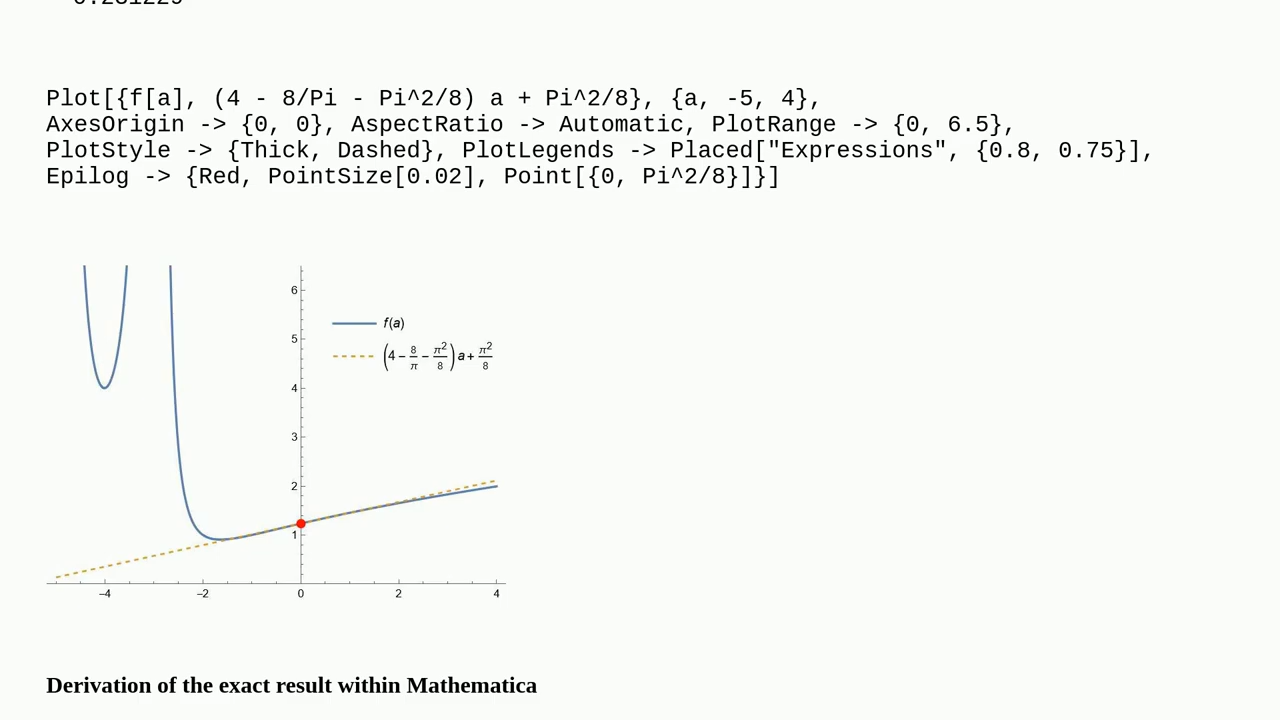 0.231229
Plot[{f[a], (4 - 8/Pi - Pi^2/8) a + Pi^2/8}, {a, -5, 4},
AxesOrigin -> {0, 0}, AspectRatio -> Automatic, PlotRange -> {0, 6.5},
PlotStyle -> {Thick, Dashed}, PlotLegends -> Placed["Expressions", {0.8, 0.75}],
Epilog -> {Red, PointSize[0.02], Point[{0, Pi^2/8}]}]
6
f(a)
5
(4 − 8/π − π²/8) a + π²/8
4
3
2
1
−4 −2 0 2 4
Derivation of the exact result within Mathematica